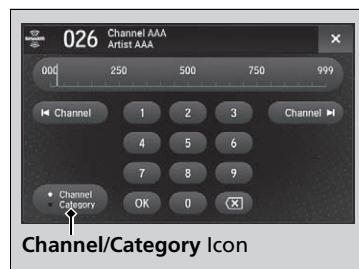 026 Channel AAA
Artist AAA
×
000 250 500 750 999
Channel 1 2 3 Channel
4 5 6
7 8 9
Channel
Category
OK 0
Channel/Category Icon